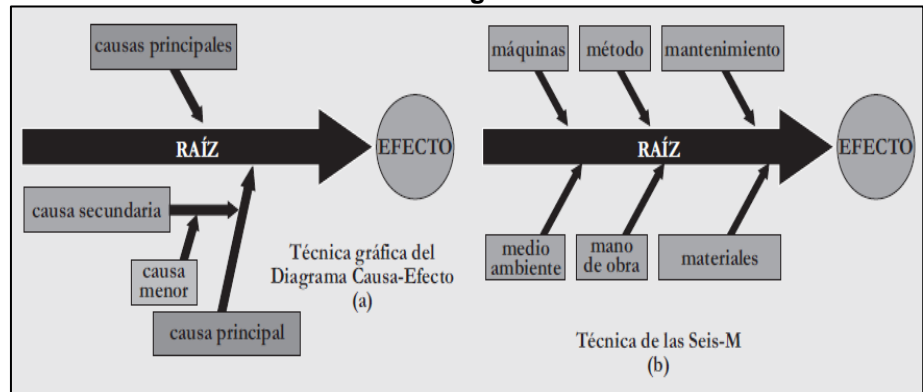 causas principales
RAÍZ
EFECTO
causa secundaria
causa
menor
causa principal
Técnica gráfica del
Diagrama Causa-Efecto
(a)
máquinas
método
mantenimiento
RAÍZ
EFECTO
medio
ambiente
mano
de obra
materiales
Técnica de las Seis-M
(b)